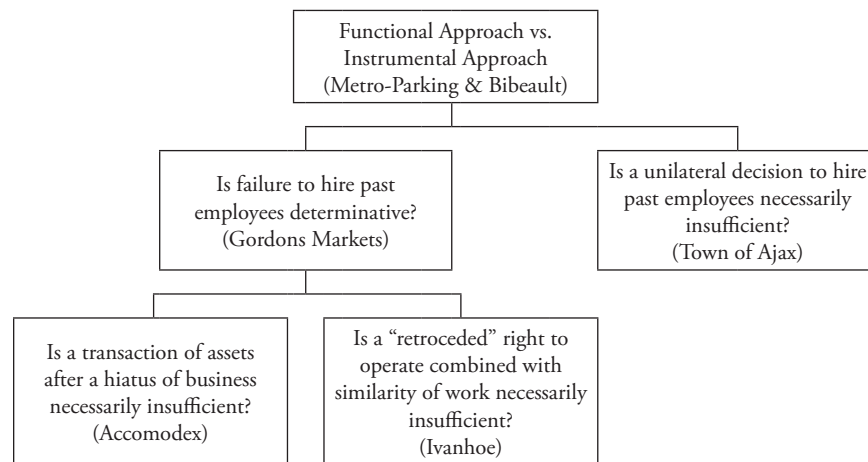 Functional Approach vs.
Instrumental Approach
(Metro-Parking & Bibeault)
Is failure to hire past
employees determinative?
(Gordons Markets)
Is a unilateral decision to hire
past employees necessarily
insufficient?
(Town of Ajax)
Is a transaction of assets
after a hiatus of business
necessarily insufficient?
(Accomodex)
Is a “retroceded” right to
operate combined with
similarity of work necessarily
insufficient?
(Ivanhoe)